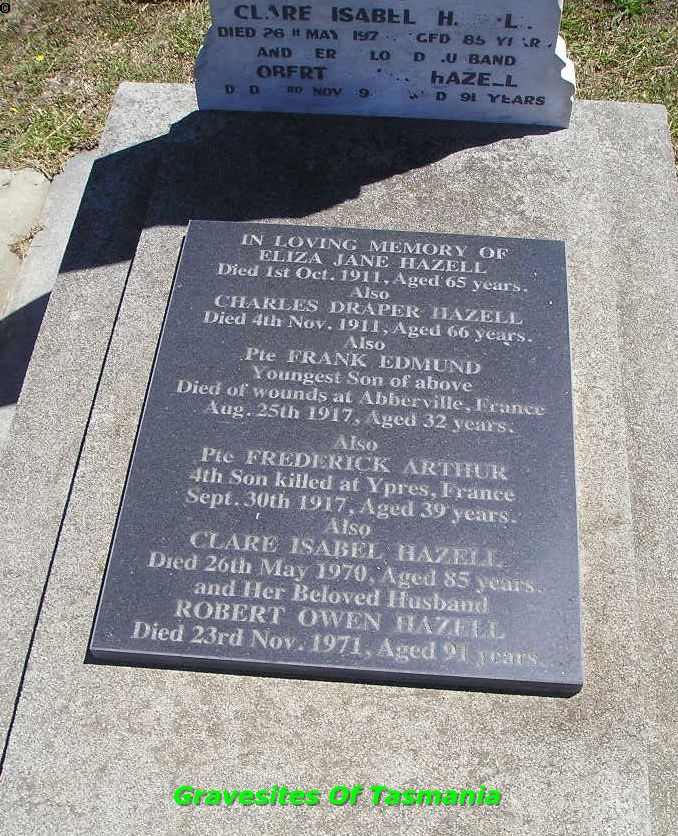 CLARE ISABEL H L
DIED 26 MAY 197 85
AND
HAZELL
NOV 9 91 YEARS
IN LOVING MEMORY OF
ELIZA JANE HAZELL
Died 1st Oct. 1911, Aged 65 years.
Also
CHARLES DRAPER HAZELL
Died 4th Nov. 1911, Aged 66 years.
Also
Pte FRANK EDMUND
Youngest Son of above
Died of wounds at Abberville, France
Aug. 25th 1917, Aged 32 years.
Also
Pte FREDERICK ARTHUR
4th Son killed at Ypres, France
Sept. 30th 1917, Aged 39 years.
Also
CLARE ISABEL HAZELL
Died 26th May 1970, Aged 85 years.
and Her Beloved Husband
ROBERT OWEN HAZELL
Died 23rd Nov. 1971, Aged 91 years.
Gravesites Of Tasmania